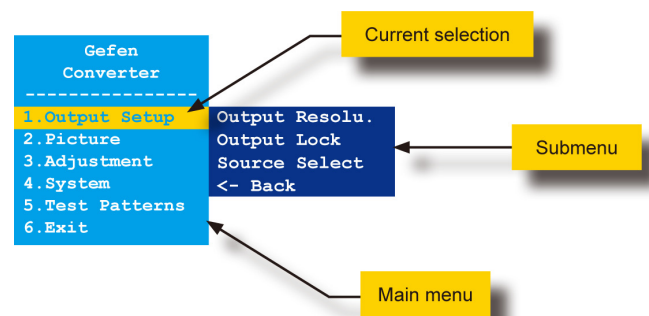 Gefen
Converter
-----------------
1.Output Setup
2.Picture
3.Adjustment
4.System
5.Test Patterns
6.Exit
Output Resolu.
Output Lock
Source Select
<- Back
Current selection
Submenu
Main menu